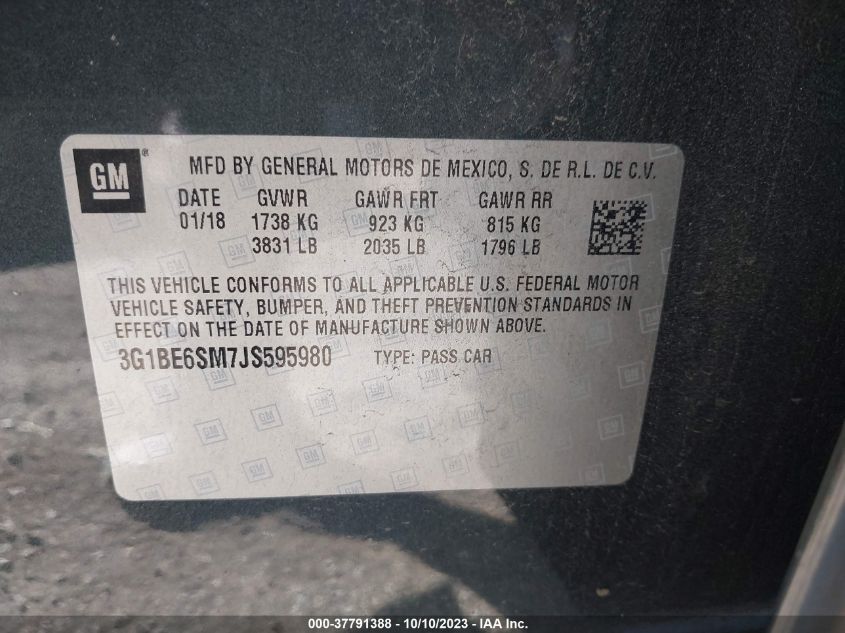 GM ® MFD BY GENERAL MOTORS DE MEXICO, S. DE R.L. DE C.V.
DATE GVWR GAWR FRT GAWR RR
01/18 1738 KG 923 KG 815 KG
3831 LB 2035 LB 1796 LB
THIS VEHICLE CONFORMS TO ALL APPLICABLE U.S. FEDERAL MOTOR
VEHICLE SAFETY, BUMPER, AND THEFT PREVENTION STANDARDS IN
EFFECT ON THE DATE OF MANUFACTURE SHOWN ABOVE.
3G1BE6SM7JS595980 TYPE: PASS CAR
000-37791388 - 10/10/2023 - IAA Inc.